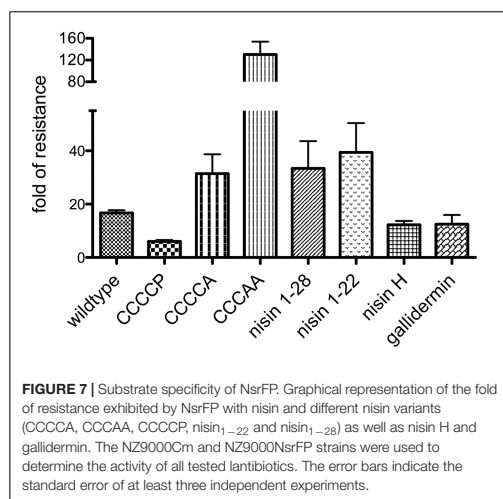 160
120
80
40
20
0
fold of resistance
wildtype
CCCCP
CCCCA
CCCAA
nisin 1-28
nisin 1-22
nisin H
gallidermin
FIGURE 7 | Substrate specificity of NsrFP. Graphical representation of the fold
of resistance exhibited by NsrFP with nisin and different nisin variants
(CCCCA, CCCAA, CCCCP, nisin₁₋₂₂ and nisin₁₋₂₈) as well as nisin H and
gallidermin. The NZ9000Cm and NZ9000NsrFP strains were used to
determine the activity of all tested lantibiotics. The error bars indicate the
standard error of at least three independent experiments.